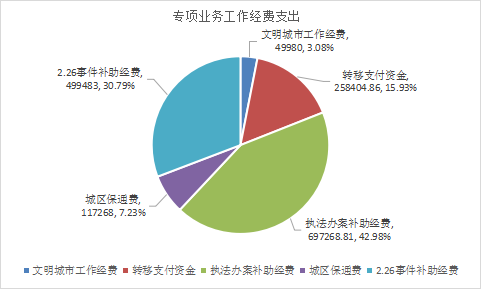 专项业务工作经费支出
文明城市工作经费,
49980, 3.08%
2.26事件补助经费,
499483, 30.79%
转移支付资金,
258404.86, 15.93%
城区保通费,
117268, 7.23%
执法办案补助经费,
697268.81, 42.98%
文明城市工作经费 转移支付资金 执法办案补助经费 城区保通费 2.26事件补助经费